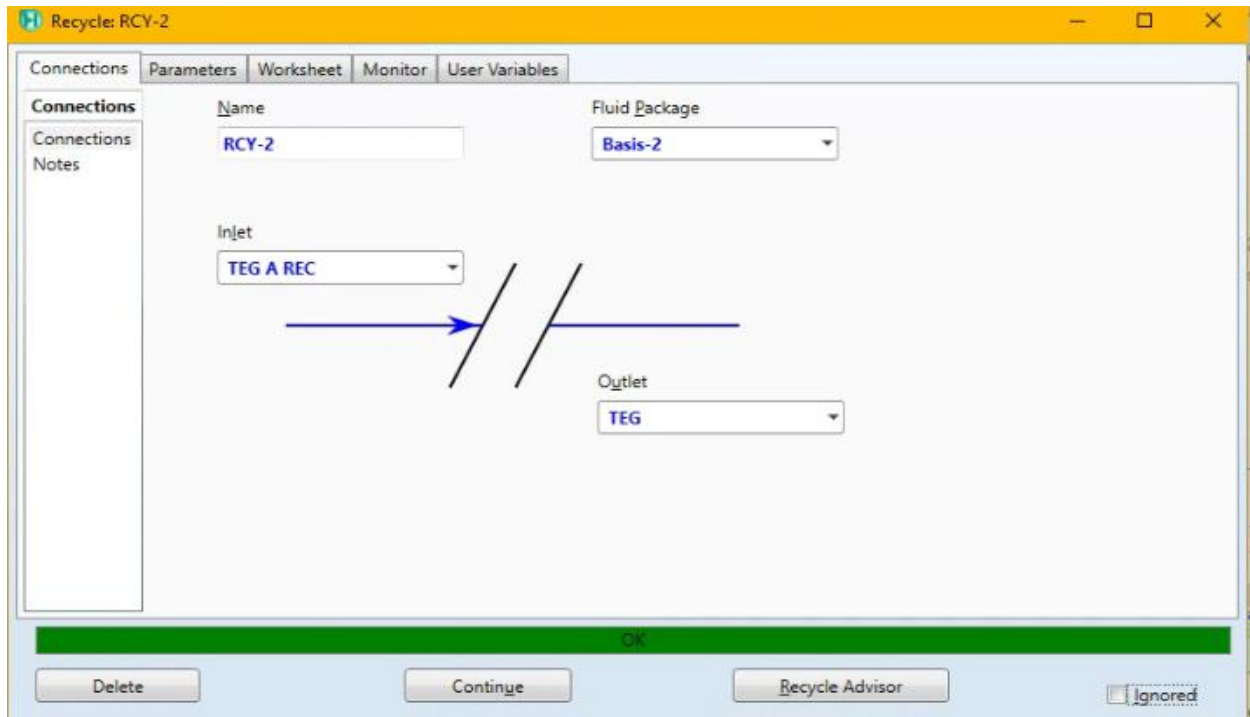 Recycle: RCY-2
Connections Parameters Worksheet Monitor User Variables
Connections
Connections
Notes
Name
RCY-2
Fluid Package
Basis-2
Inlet
TEG A REC
Outlet
TEG
OK
Delete Continue Recycle Advisor Ignored